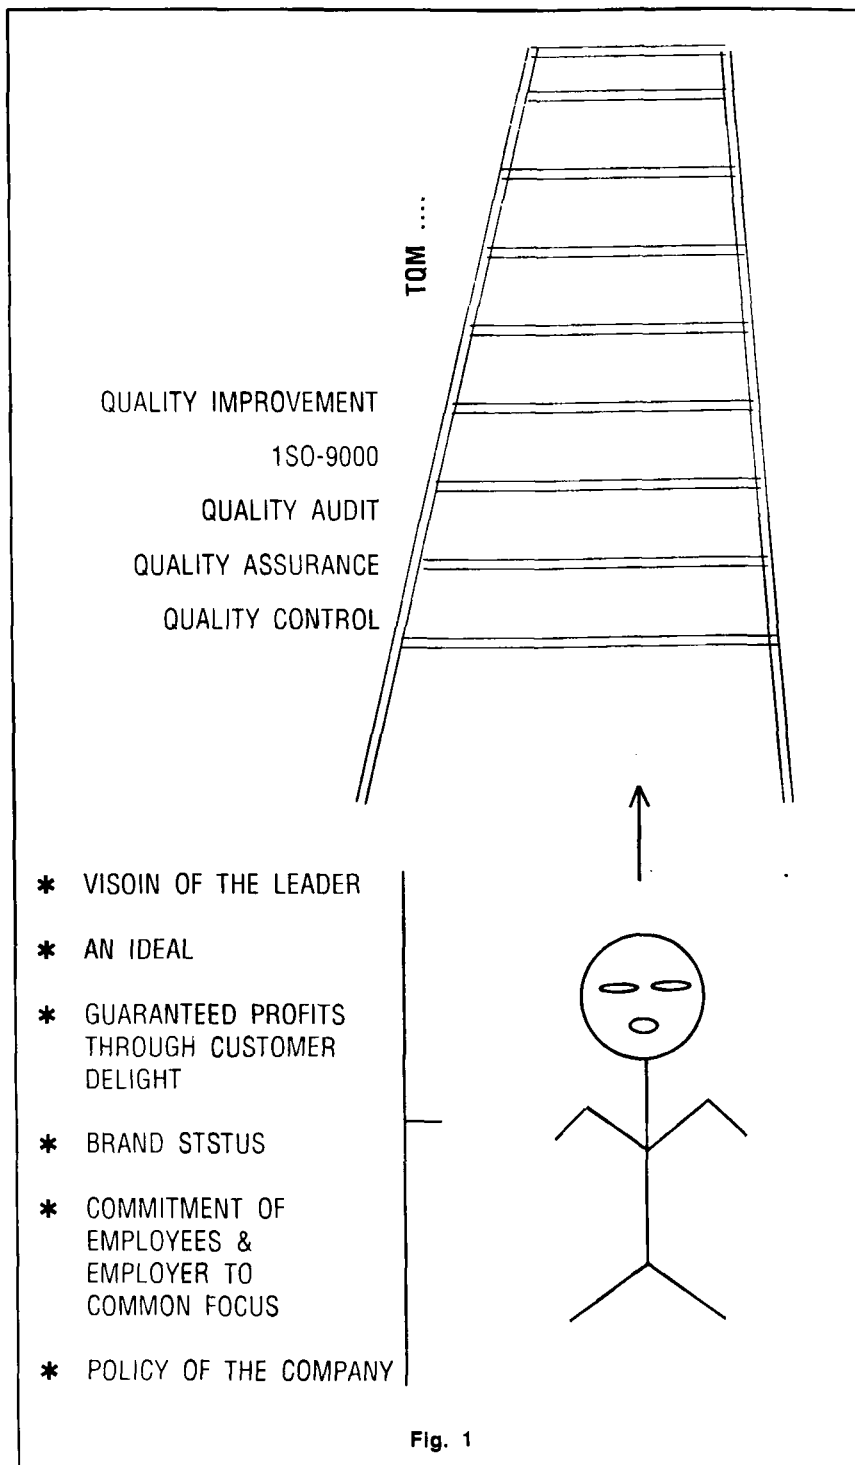 TQM .....
QUALITY IMPROVEMENT
1SO-9000
QUALITY AUDIT
QUALITY ASSURANCE
QUALITY CONTROL
* VISOIN OF THE LEADER
* AN IDEAL
* GUARANTEED PROFITS
THROUGH CUSTOMER
DELIGHT
* BRAND STSTUS
* COMMITMENT OF
EMPLOYEES &
EMPLOYER TO
COMMON FOCUS
* POLICY OF THE COMPANY
Fig. 1